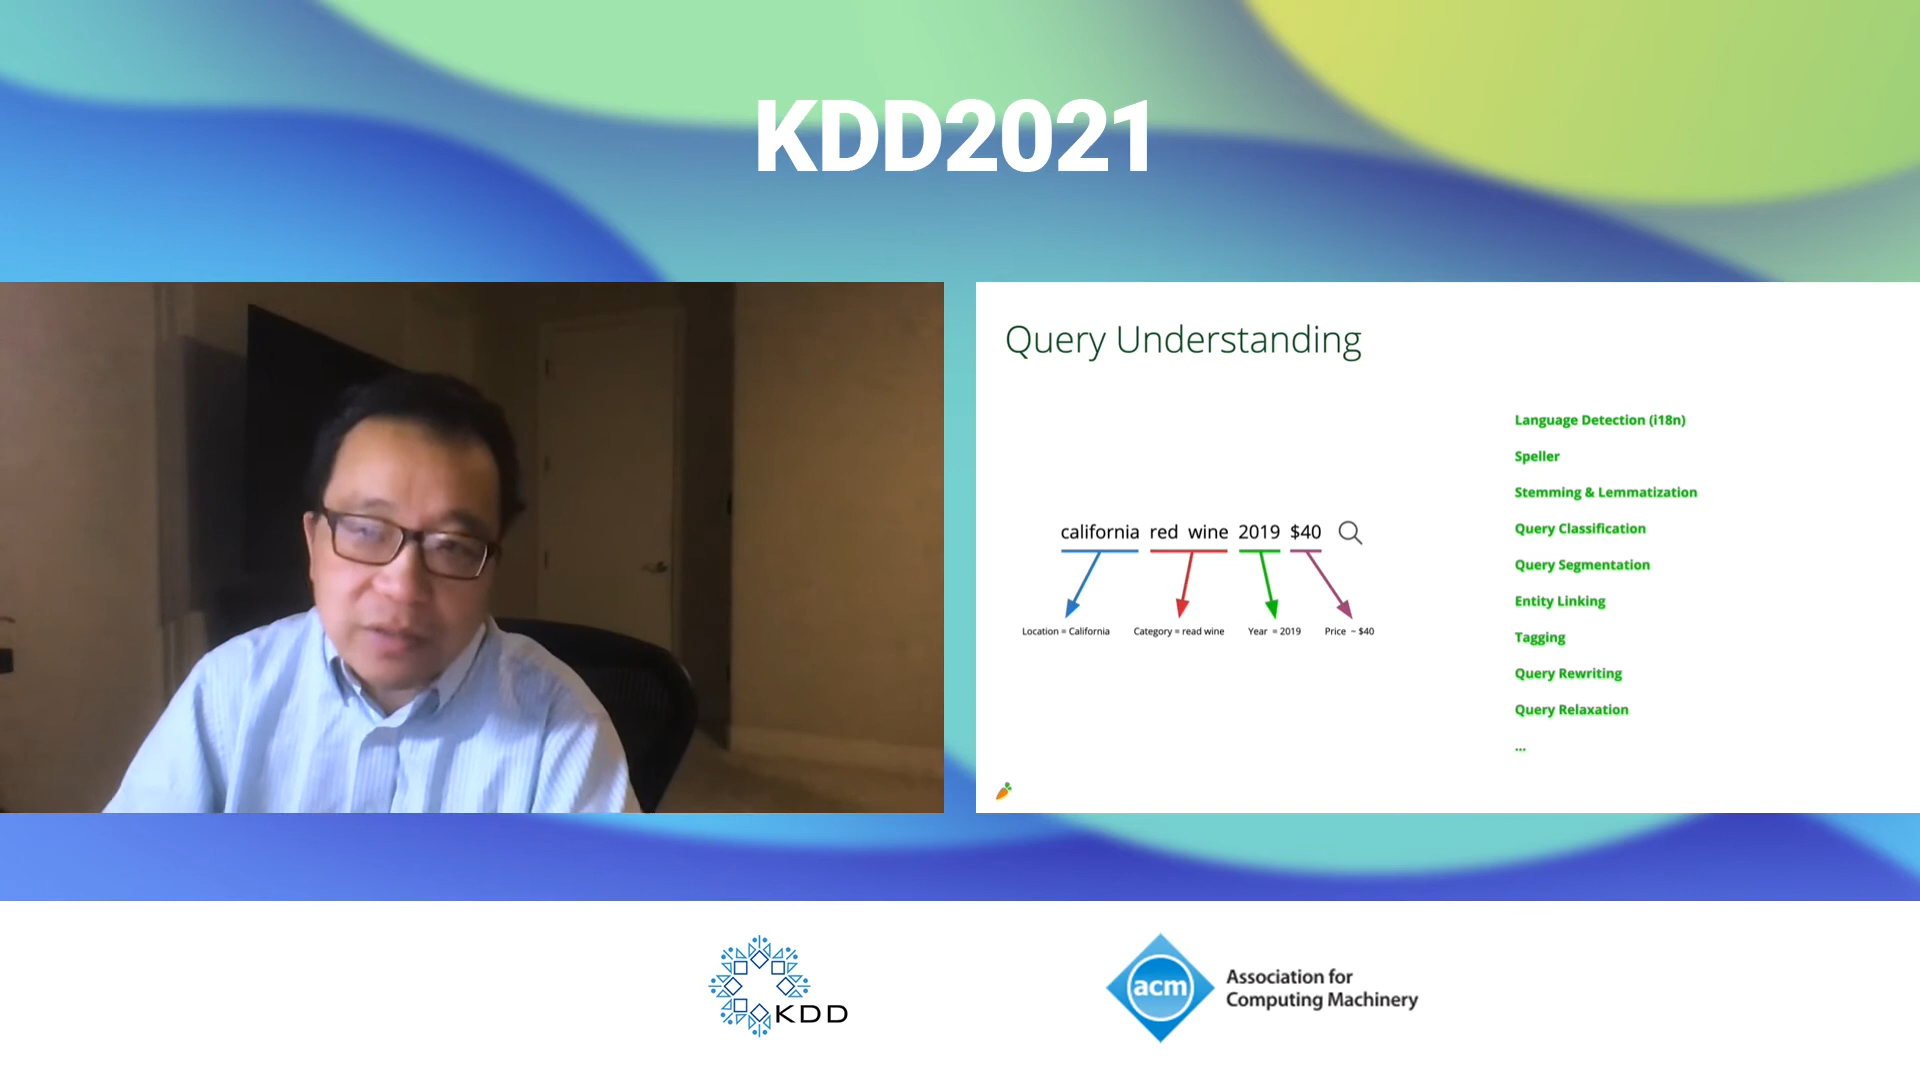 KDD2021
Query Understanding
california red wine 2019 $40
Location = California Category = read wine Year = 2019 Price ~ $40
Language Detection (i18n)
Speller
Stemming & Lemmatization
Query Classification
Query Segmentation
Entity Linking
Tagging
Query Rewriting
Query Relaxation
...
KDD
acm
Association for
Computing Machinery